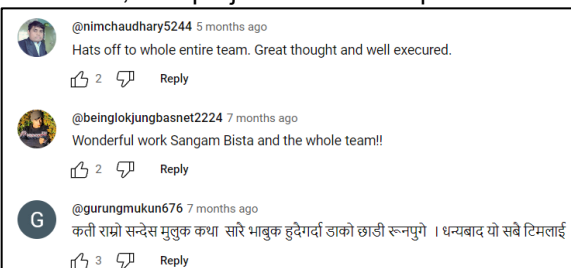 @nimchaudhary5244 5 months ago
Hats off to whole entire team. Great thought and well execured.
2 Reply
@beinglokjungbasnet2224 7 months ago
Wonderful work Sangam Bista and the whole team!!
2 Reply
G
@gurungmukun676 7 months ago
कती राम्रो सन्देस मुलुक कथा सारै भाबुक हुदैगर्दा डाको छाडी रूनपुगे । धन्यबाद यो सबै टिमलाई
3 Reply